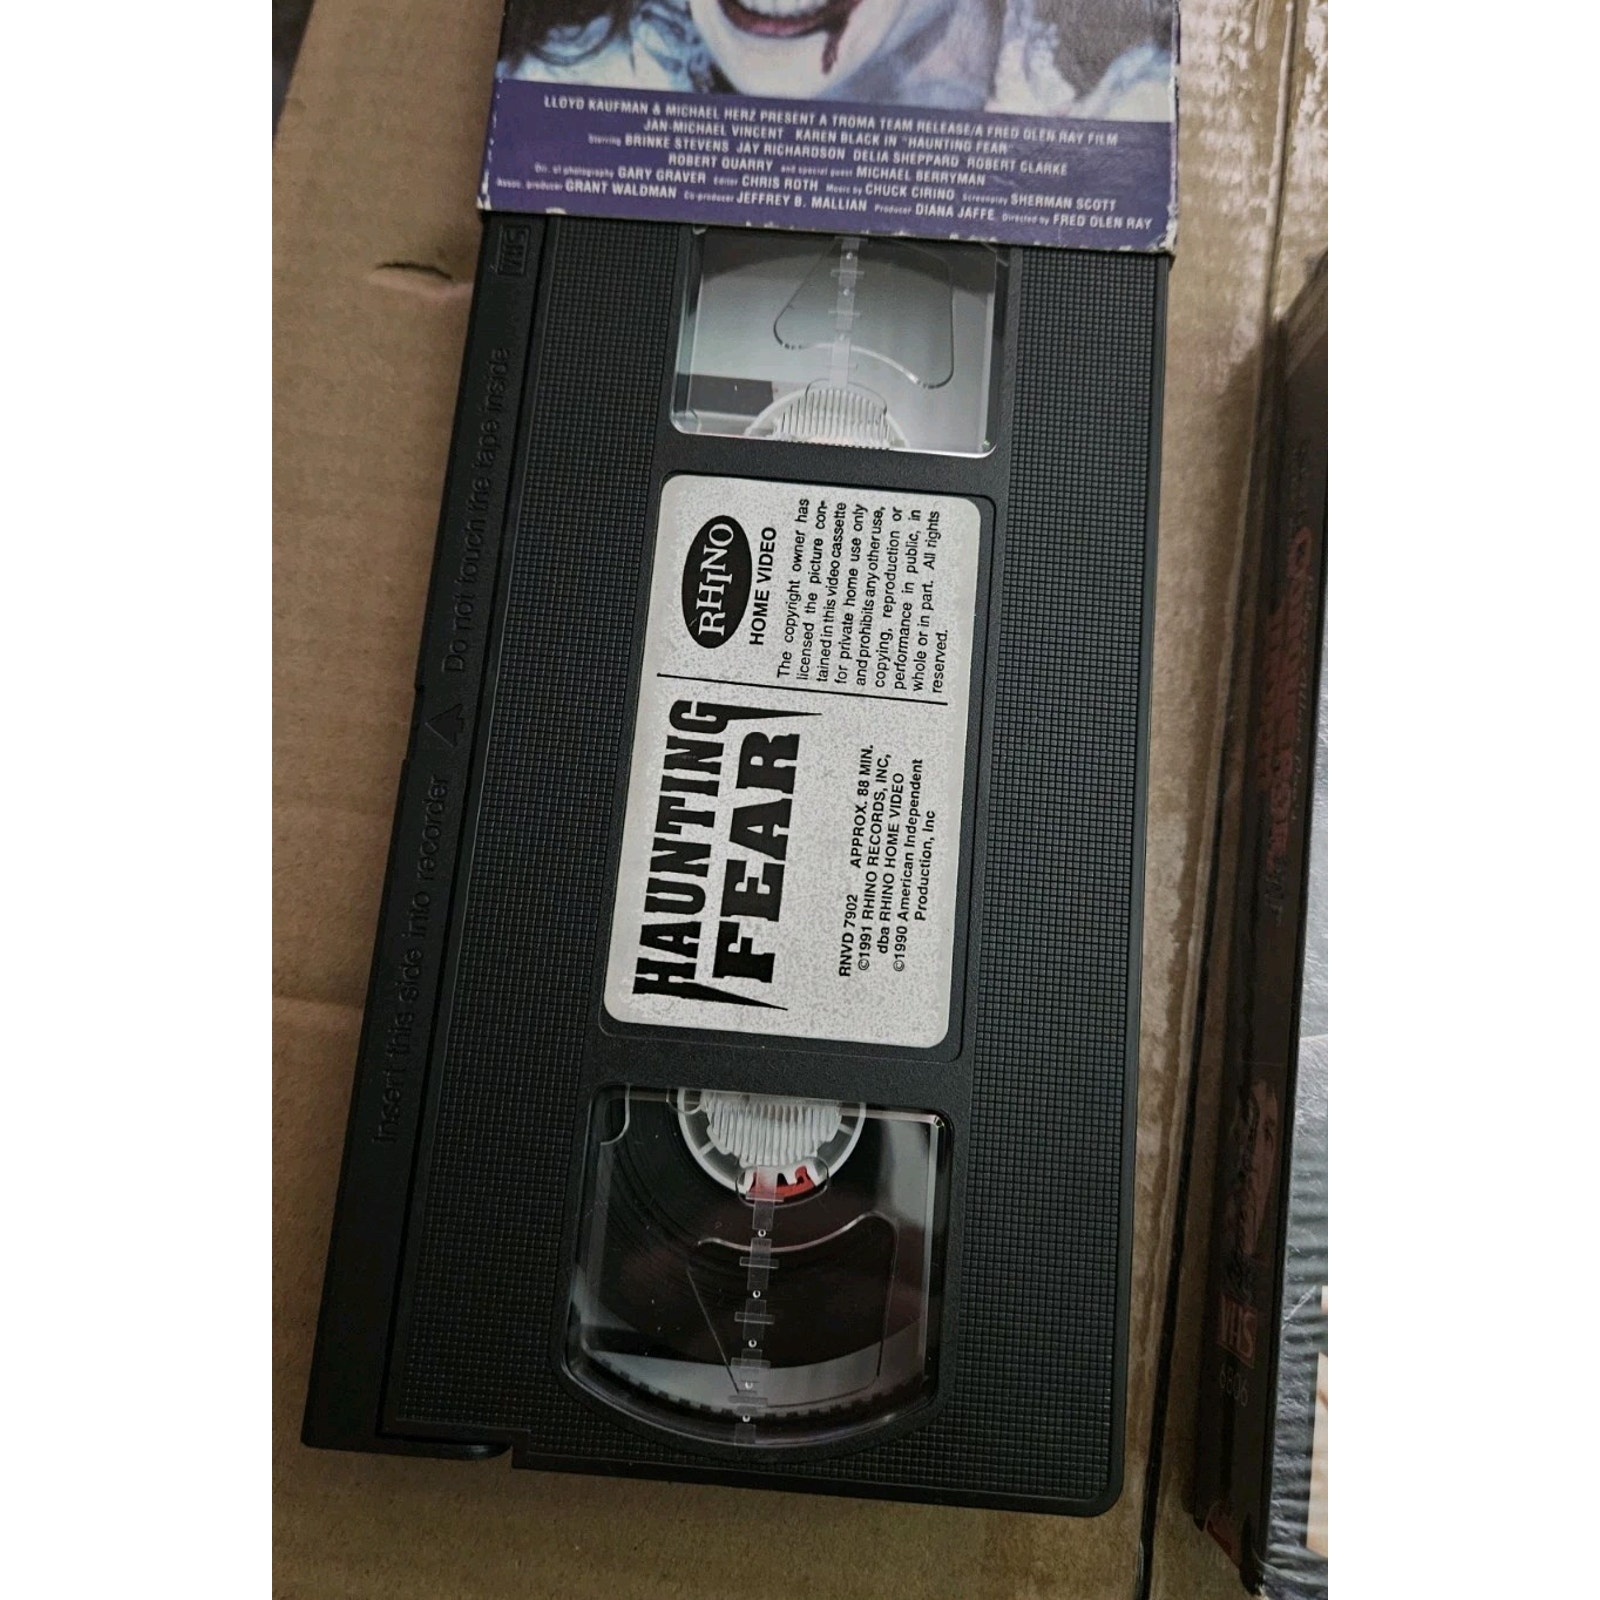 LLOYD KAUFMAN & MICHAEL HERZ PRESENT A TROMA TEAM RELEASE/A FRED OLEN RAY FILM
JAN-MICHAEL VINCENT KAREN BLACK IN "HAUNTING FEAR
Starring BRINKE STEVENS JAY RICHARDSON DELIA SHEPPARD ROBERT CLARKE
ROBERT QUARRY and special guest MICHAEL BERRYMAN
Dir. of photography GARY GRAVER Editor CHRIS ROTH Music by CHUCK CIRINO Screenplay SHERMAN SCOTT
Assoc. producer GRANT WALDMAN Co-producer JEFFREY B. MALLIAN Producer DIANA JAFFE Directed by FRED OLEN RAY
VHS
Insert this side into recorder
Do not touch the tape inside
HAUNTING
FEAR
RNVD 7902 APPROX. 88 MIN.
©1991 RHINO RECORDS, INC,
dba RHINO HOME VIDEO
©1990 American Independent
Production, Inc
RHINO
HOME VIDEO
The copyright owner has
licensed the picture con-
tained in this video cassette
for private home use only
and prohibits any other use,
copying, reproduction or
performance in public, in
whole or in part. All rights
reserved.
VHS